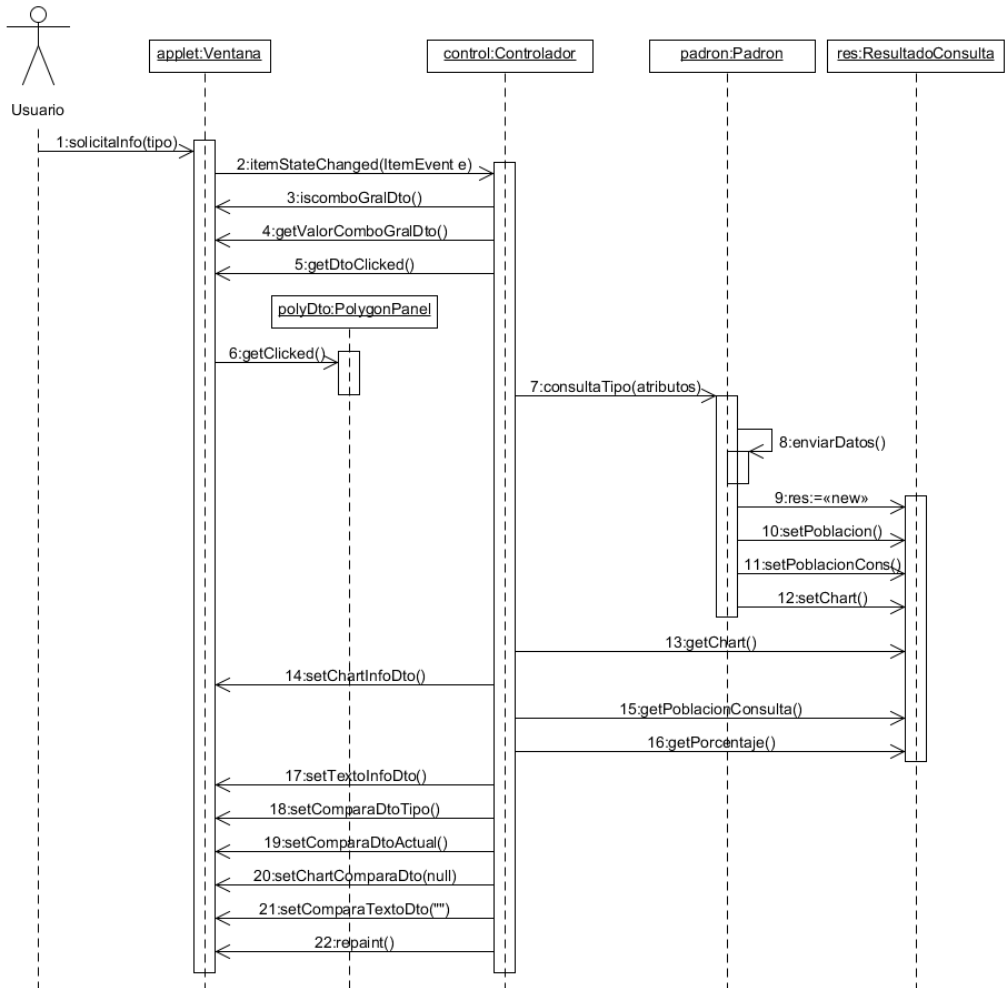 applet:Ventana
control:Controlador
padron:Padron
res:ResultadoConsulta
Usuario
1:solicitaInfo(tipo)
2:itemStateChanged(ItemEvent e)
3:iscomboGralDto()
4:getValorComboGralDto()
5:getDtoClicked()
polyDto:PolygonPanel
6:getClicked()
7:consultaTipo(atributos)
8:enviarDatos()
9:res:=«new»
10:setPoblacion()
11:setPoblacionCons()
12:setChart()
13:getChart()
14:setChartInfoDto()
15:getPoblacionConsulta()
16:getPorcentaje()
17:setTextoInfoDto()
18:setComparaDtoTipo()
19:setComparaDtoActual()
20:setChartComparaDto(null)
21:setComparaTextoDto("")
22:repaint()